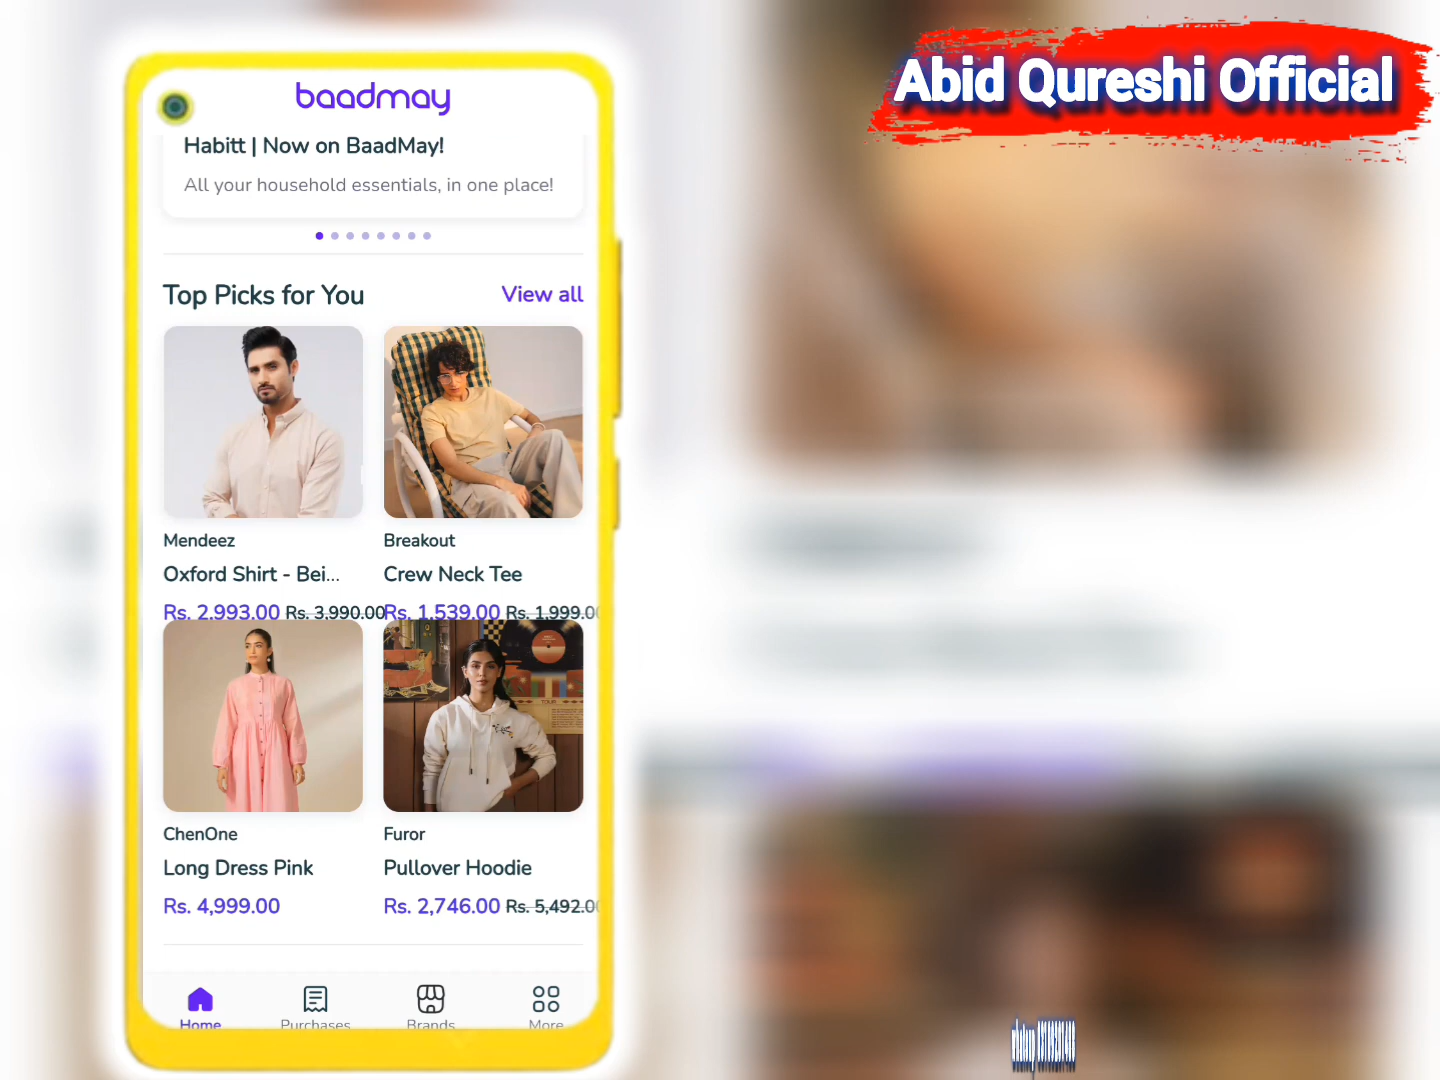 Abid Qureshi Official
baadmay
Habitt | Now on BaadMay!
All your household essentials, in one place!
Top Picks for You
View all
Mendeez
Breakout
Oxford Shirt - Bei...
Crew Neck Tee
Rs. 2,993.00 Rs. 3,990.00
Rs. 1,539.00 Rs. 1,999.00
ChenOne
Furor
Long Dress Pink
Pullover Hoodie
Rs. 4,999.00
Rs. 2,746.00 Rs. 5,492.00
Home
Purchases
Brands
More